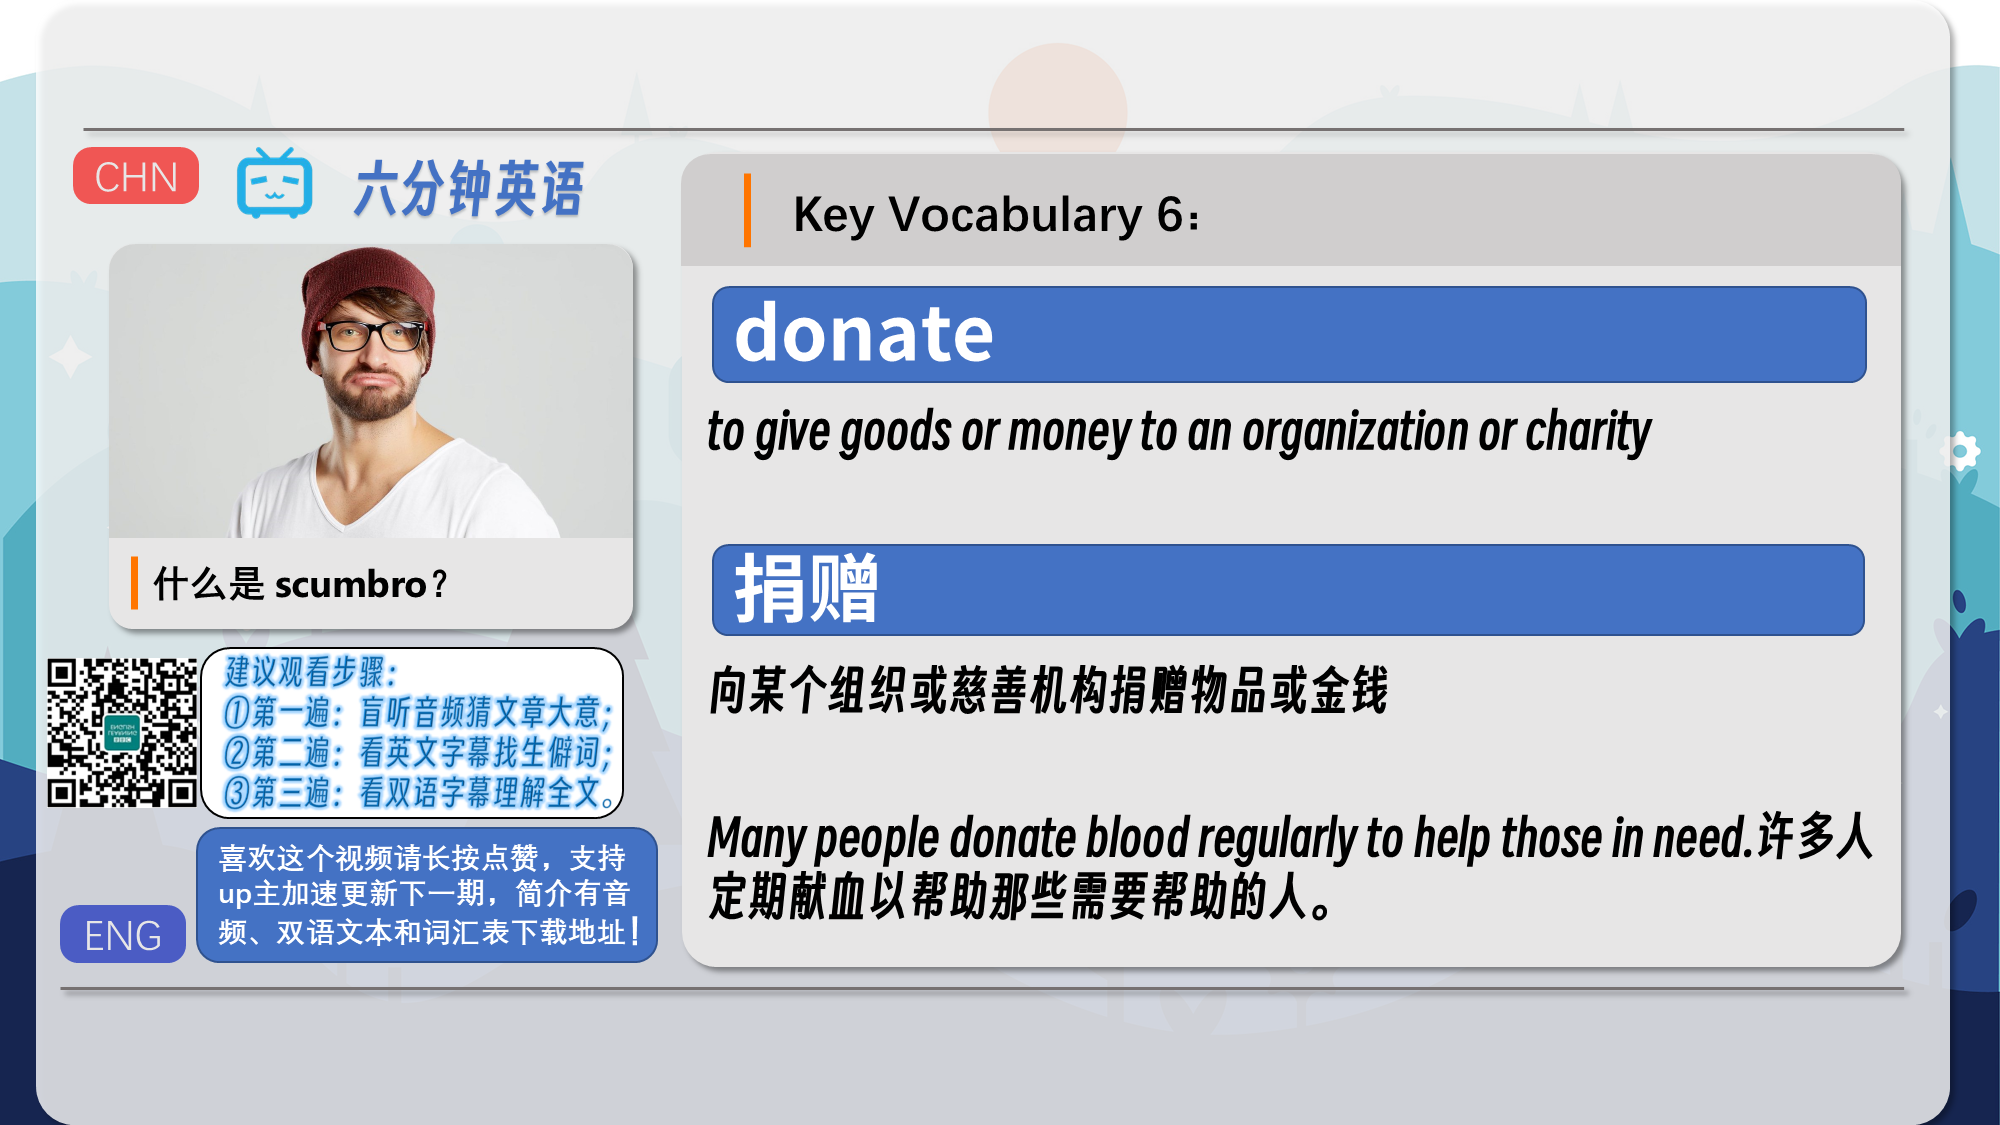 CHN
六分钟英语
什么是 scumbro？
建议观看步骤：
①第一遍：盲听音频猜文章大意；
②第二遍：看英文字幕找生僻词；
③第三遍：看双语字幕理解全文。
喜欢这个视频请长按点赞，支持
up主加速更新下一期，简介有音
频、双语文本和词汇表下载地址！
ENG
Key Vocabulary 6：
donate
to give goods or money to an organization or charity
捐赠
向某个组织或慈善机构捐赠物品或金钱
Many people donate blood regularly to help those in need.许多人
定期献血以帮助那些需要帮助的人。